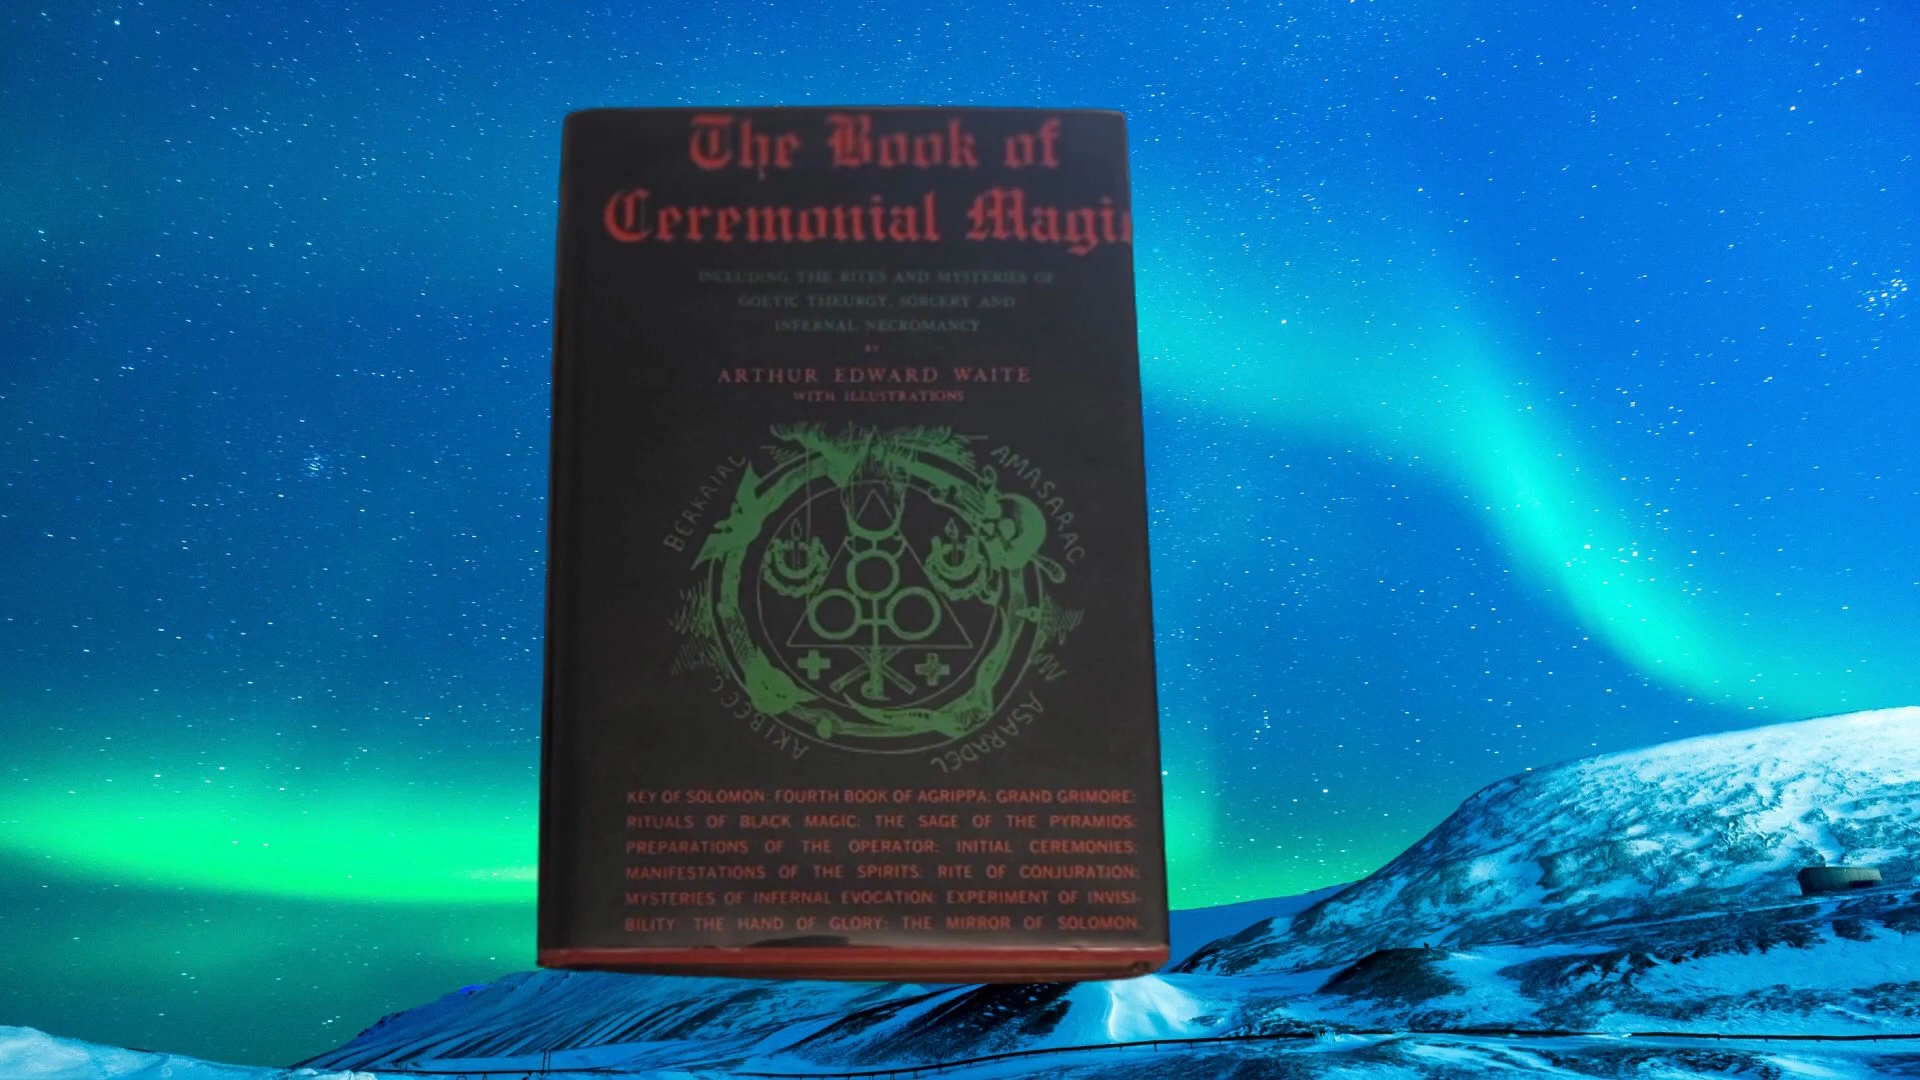 The Book of
Ceremonial Magic
INCLUDING THE RITES AND MYSTERIES OF
GOETIC THEURGY, SORCERY AND
INFERNAL NECROMANCY
BY
ARTHUR EDWARD WAITE
WITH ILLUSTRATIONS
BERKAIAL
AMASARAC
AKIBEEC
ASARADEL
KEY OF SOLOMON: FOURTH BOOK OF AGRIPPA: GRAND GRIMORE:
RITUALS OF BLACK MAGIC: THE SAGE OF THE PYRAMIDS:
PREPARATIONS OF THE OPERATOR: INITIAL CEREMONIES:
MANIFESTATIONS OF THE SPIRITS: RITE OF CONJURATION:
MYSTERIES OF INFERNAL EVOCATION: EXPERIMENT OF INVISI-
BILITY: THE HAND OF GLORY: THE MIRROR OF SOLOMON.